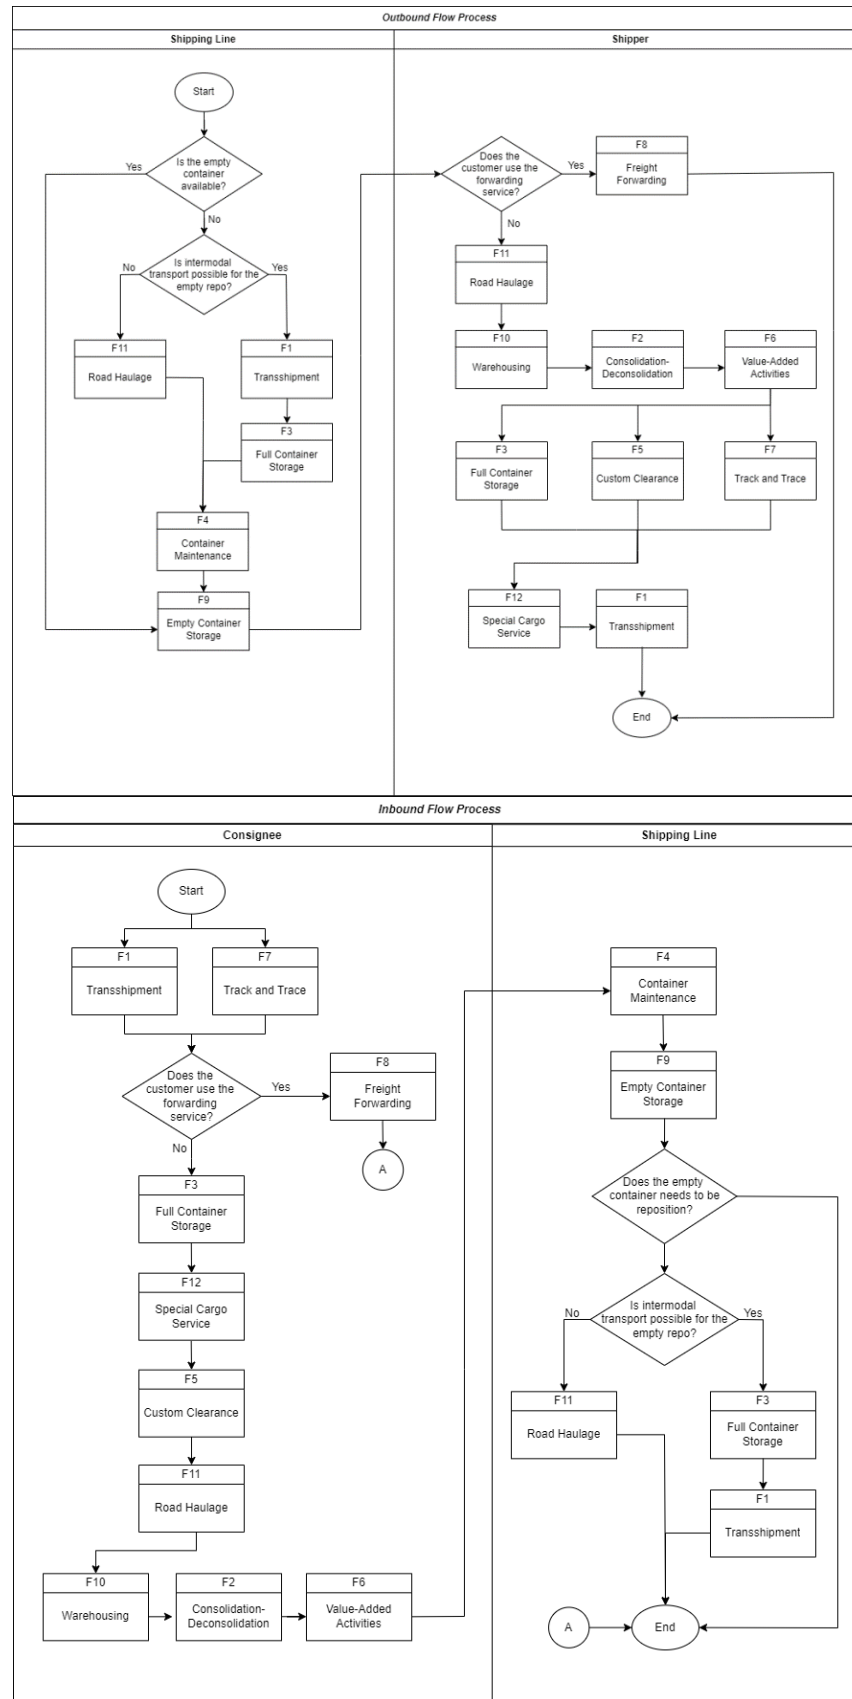 Outbound Flow Process
Shipping Line
Shipper
Start
Is the empty
container
available?
Yes
No
Is intermodal
transport possible for the
empty repo?
No
Yes
F11
Road Haulage
F1
Transshipment
F3
Full Container
Storage
F4
Container
Maintenance
F9
Empty Container
Storage
Does the
customer use the
forwarding
service?
Yes
No
F8
Freight
Forwarding
F11
Road Haulage
F10
Warehousing
F2
Consolidation-
Deconsolidation
F6
Value-Added
Activities
F3
Full Container
Storage
F5
Custom Clearance
F7
Track and Trace
F12
Special Cargo
Service
F1
Transshipment
End
Inbound Flow Process
Consignee
Shipping Line
Start
F1
Transshipment
F7
Track and Trace
Does the
customer use the
forwarding
service?
Yes
No
F8
Freight
Forwarding
A
F3
Full Container
Storage
F12
Special Cargo
Service
F5
Custom Clearance
F11
Road Haulage
F10
Warehousing
F2
Consolidation-
Deconsolidation
F6
Value-Added
Activities
F4
Container
Maintenance
F9
Empty Container
Storage
Does the empty
container needs to be
reposition?
Is intermodal
transport possible for the
empty repo?
No
Yes
F11
Road Haulage
F3
Full Container
Storage
F1
Transshipment
A
End